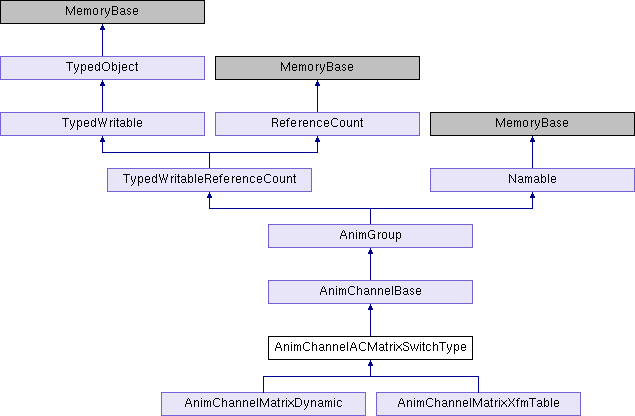 MemoryBase
TypedObject
MemoryBase
TypedWritable
ReferenceCount
MemoryBase
TypedWritableReferenceCount
Namable
AnimGroup
AnimChannelBase
AnimChannelACMatrixSwitchType
AnimChannelMatrixDynamic
AnimChannelMatrixXfmTable